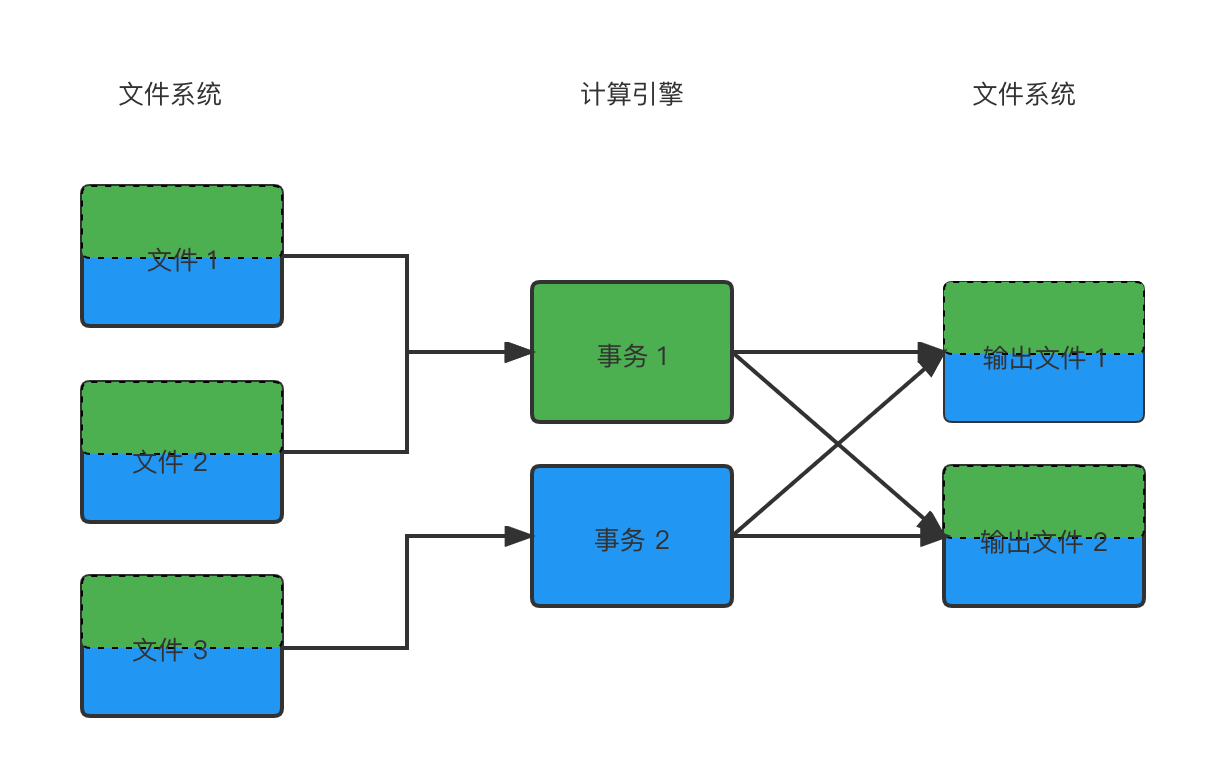 文件系统
计算引擎
文件系统
文件 1
文件 2
文件 3
事务 1
事务 2
输出文件 1
输出文件 2